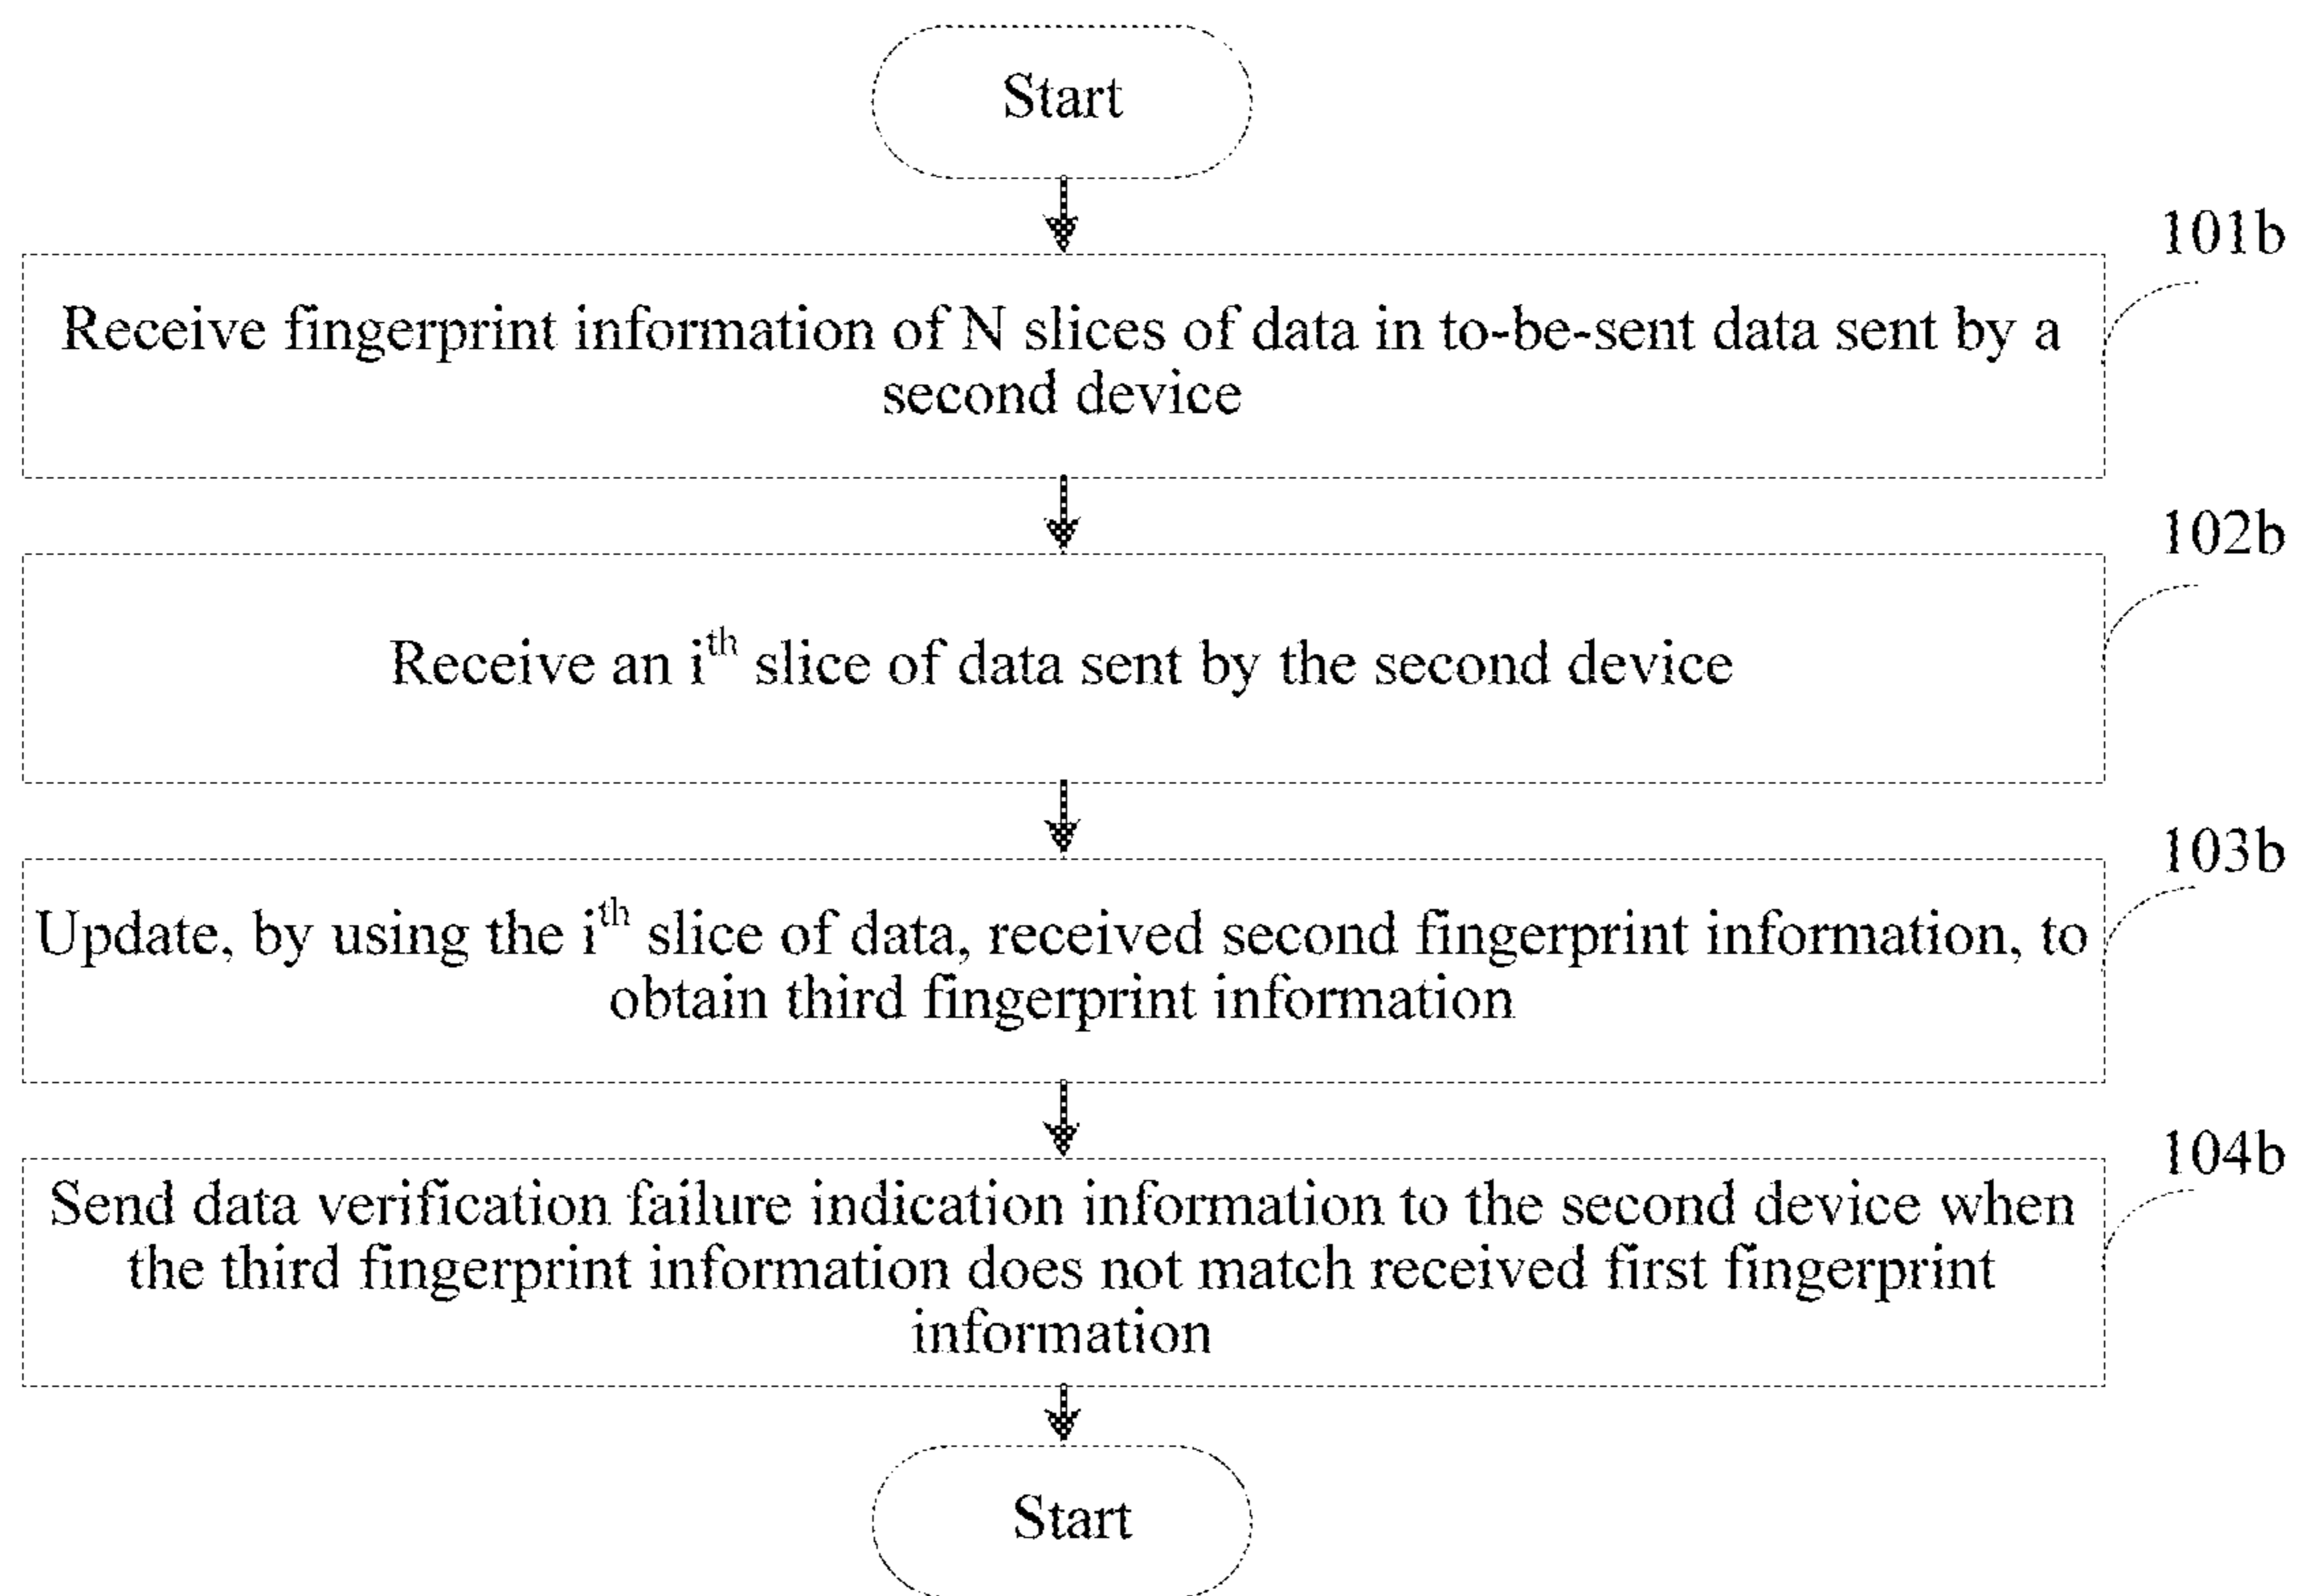 Start
101b
Receive fingerprint information of N slices of data in to-be-sent data sent by a
second device
102b
Receive an i^th slice of data sent by the second device
103b
Update, by using the i^th slice of data, received second fingerprint information, to
obtain third fingerprint information
104b
Send data verification failure indication information to the second device when
the third fingerprint information does not match received first fingerprint
information
Start